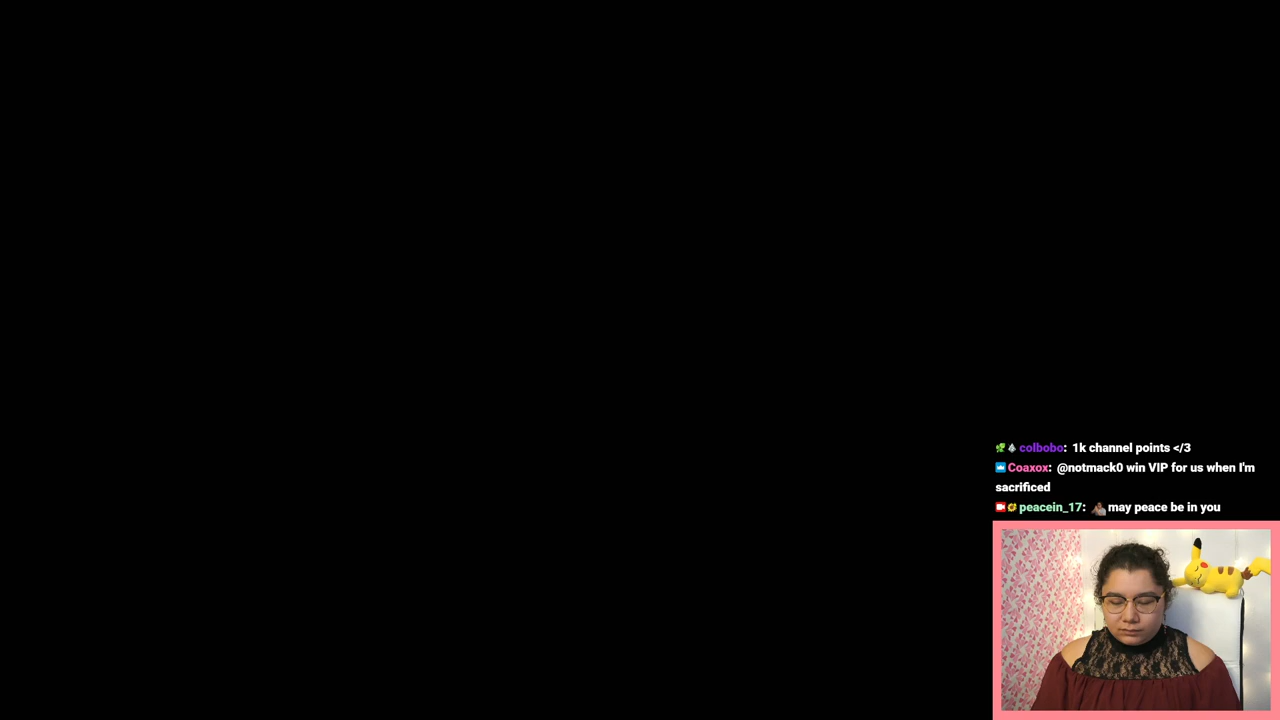 colbobo: 1k channel points </3
Coaxox: @notmack0 win VIP for us when I'm
sacrificed
peacein_17: may peace be in you